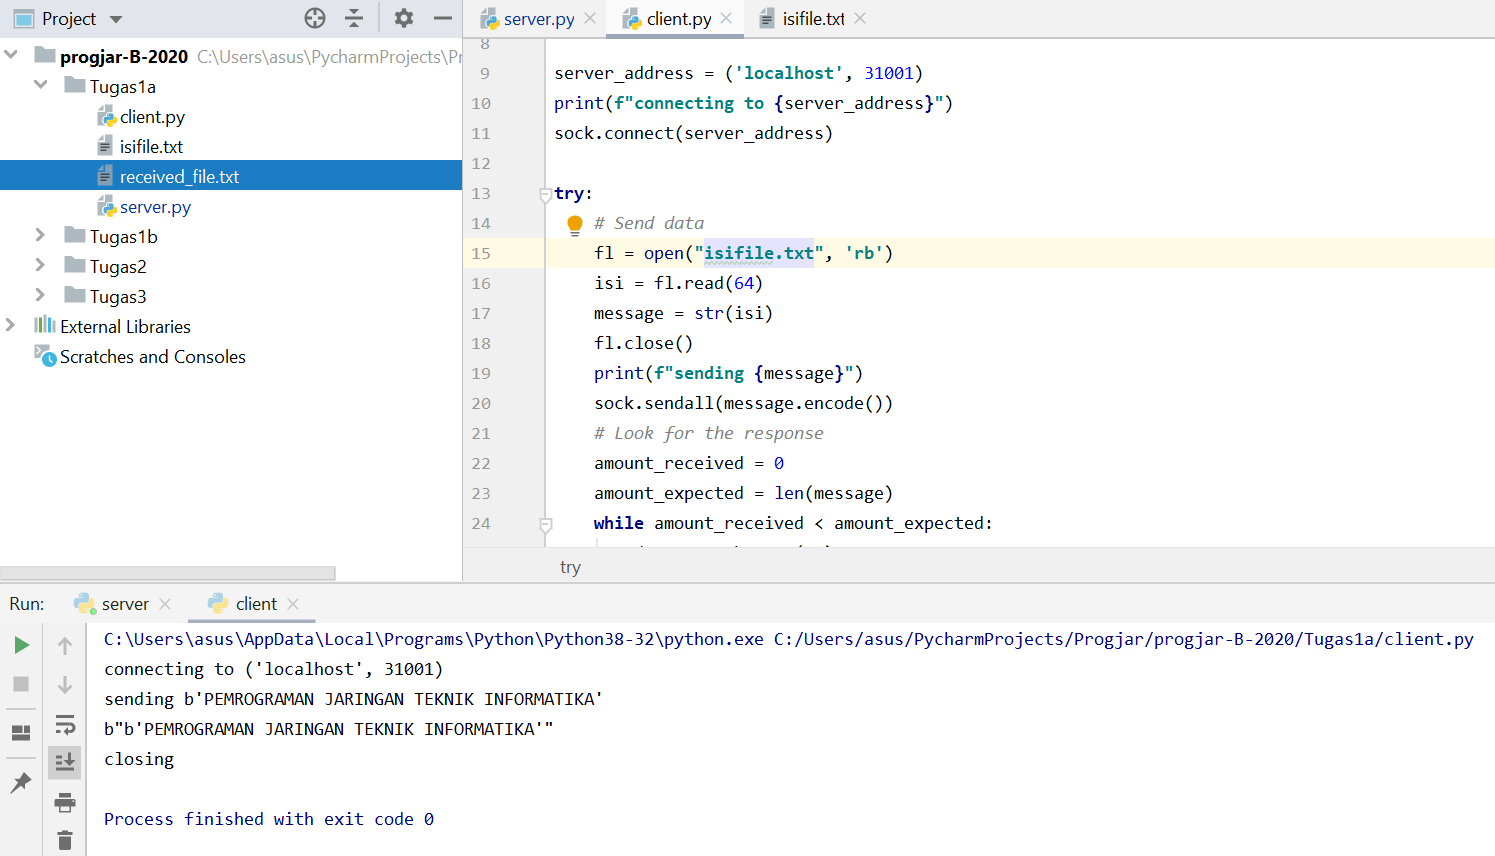 Project
progjar-B-2020 C:\Users\asus\PycharmProjects\Pr
Tugas1a
client.py
isifile.txt
received_file.txt
server.py
Tugas1b
Tugas2
Tugas3
External Libraries
Scratches and Consoles
server.py client.py isifile.txt
8
9 server_address = ('localhost', 31001)
10 print(f"connecting to {server_address}")
11 sock.connect(server_address)
12
13 try:
14 # Send data
15 fl = open("isifile.txt", 'rb')
16 isi = fl.read(64)
17 message = str(isi)
18 fl.close()
19 print(f"sending {message}")
20 sock.sendall(message.encode())
21 # Look for the response
22 amount_received = 0
23 amount_expected = len(message)
24 while amount_received < amount_expected:
try
Run: server client
C:\Users\asus\AppData\Local\Programs\Python\Python38-32\python.exe C:/Users/asus/PycharmProjects/Progjar/progjar-B-2020/Tugas1a/client.py
connecting to ('localhost', 31001)
sending b'PEMROGRAMAN JARINGAN TEKNIK INFORMATIKA'
b"b'PEMROGRAMAN JARINGAN TEKNIK INFORMATIKA'"
closing
Process finished with exit code 0